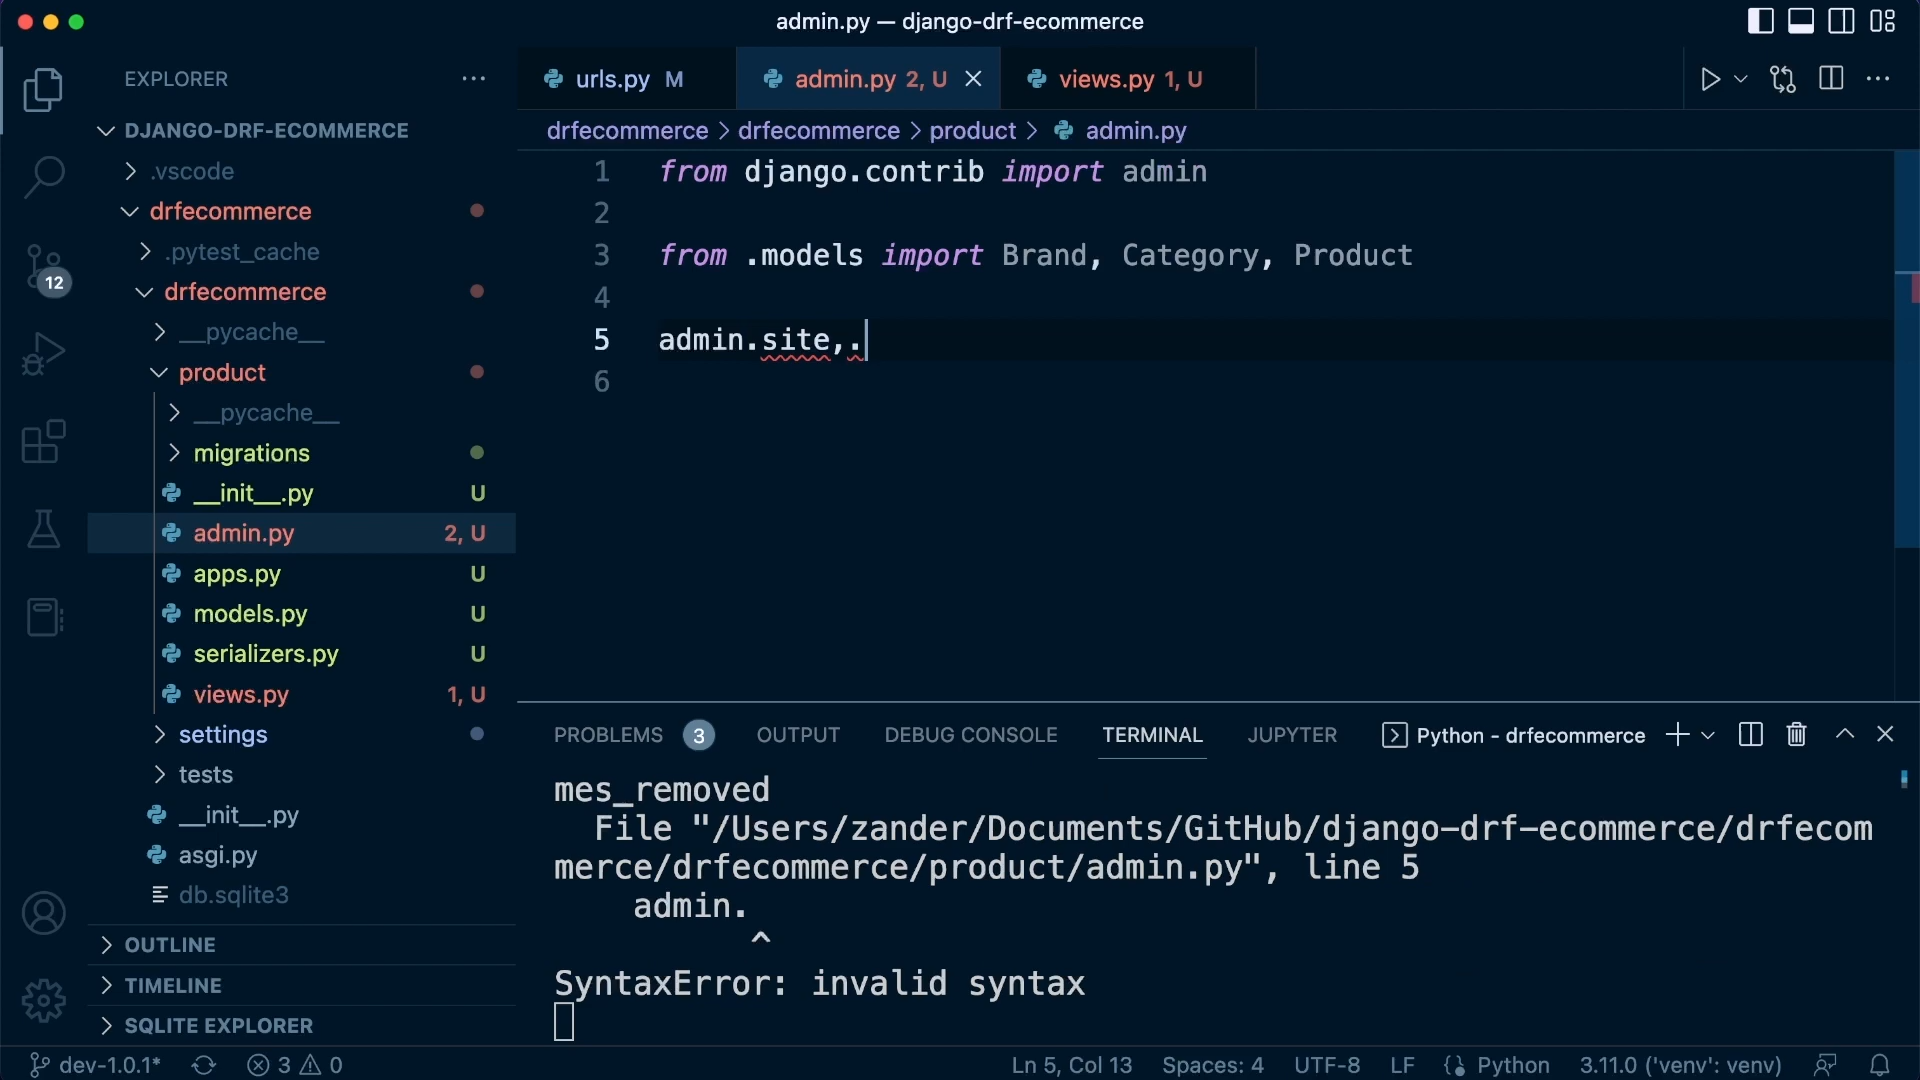 admin.py — django-drf-ecommerce
EXPLORER
urls.py M
admin.py 2, U
views.py 1, U
DJANGO-DRF-ECOMMERCE
.vscode
drfecommerce
.pytest_cache
drfecommerce
__pycache__
product
__pycache__
migrations
__init__.py U
admin.py 2, U
apps.py U
models.py U
serializers.py U
views.py 1, U
settings
tests
__init__.py
asgi.py
db.sqlite3
OUTLINE
TIMELINE
SQLITE EXPLORER
12
drfecommerce > drfecommerce > product > admin.py
1 from django.contrib import admin
2
3 from .models import Brand, Category, Product
4
5 admin.site,.
6
PROBLEMS 3 OUTPUT DEBUG CONSOLE TERMINAL JUPYTER Python - drfecommerce
mes_removed
File "/Users/zander/Documents/GitHub/django-drf-ecommerce/drfecom
merce/drfecommerce/product/admin.py", line 5
admin.
^
SyntaxError: invalid syntax
dev-1.0.1* 3 0 Ln 5, Col 13 Spaces: 4 UTF-8 LF Python 3.11.0 ('venv': venv)